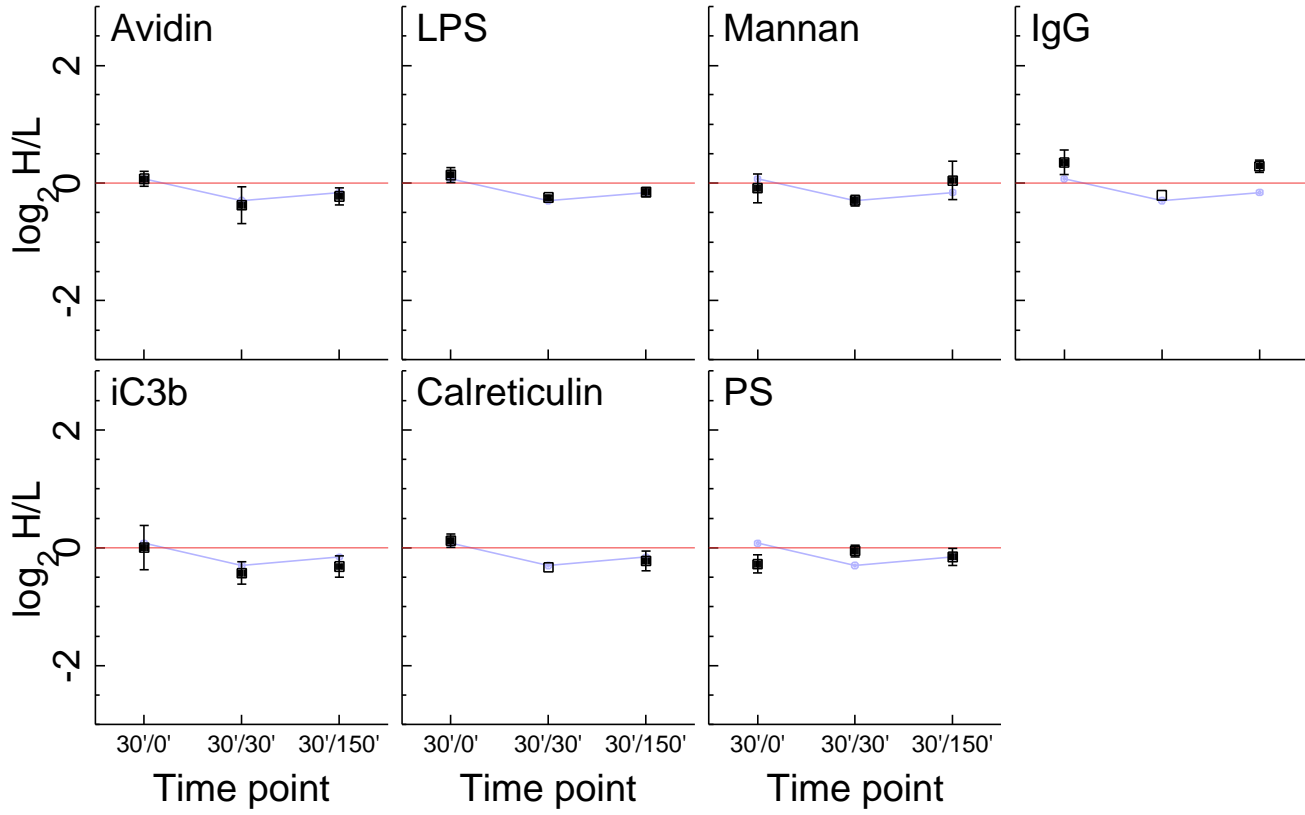 Avidin LPS Mannan IgG
2
0
-2
log2 H/L
iC3b Calreticulin PS
2
0
-2
log2 H/L
30'/0' 30'/30' 30'/150' 30'/0' 30'/30' 30'/150' 30'/0' 30'/30' 30'/150'
Time point Time point Time point